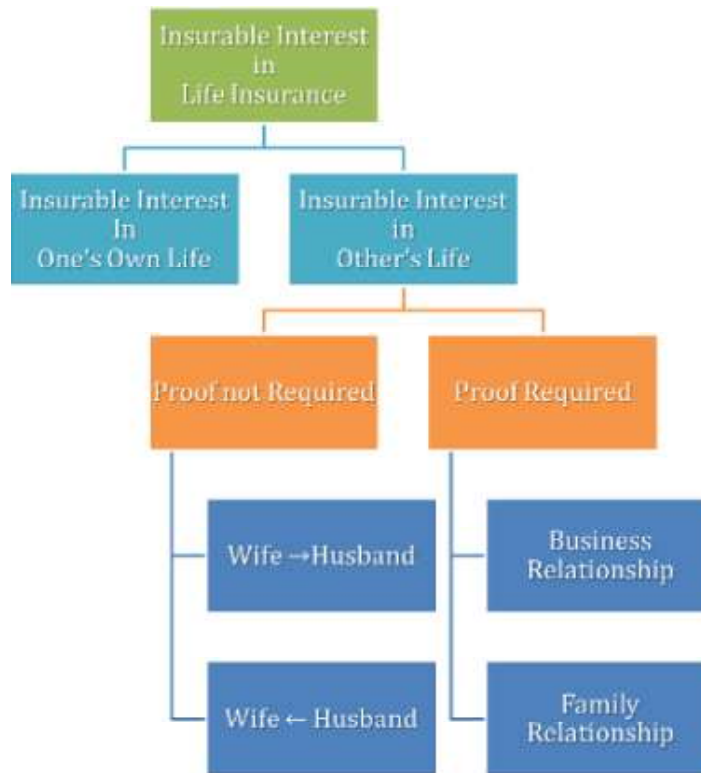 Insurable Interest
in
Life Insurance
Insurable Interest
In
One's Own Life
Insurable Interest
in
Other's Life
Proof not Required
Proof Required
Wife →Husband
Business
Relationship
Wife ← Husband
Family
Relationship